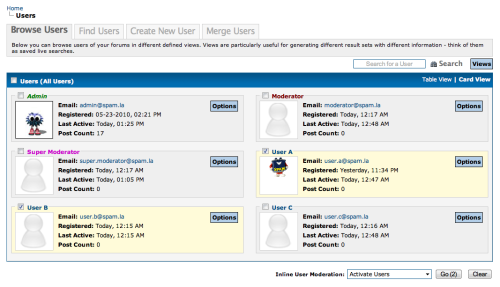 Home
Users
Browse Users Find Users Create New User Merge Users
Below you can browse users of your forums in different defined views. Views are particularly useful for generating different result sets with different information - think of them
as saved live searches.
Search for a User Search Views
Users (All Users) Table View | Card View
Admin
Email: admin@spam.la Options
Registered: 05-23-2010, 02:21 PM
Last Active: Today, 01:25 PM
Post Count: 17
Moderator
Email: moderator@spam.la Options
Registered: Today, 12:17 AM
Last Active: Today, 12:48 AM
Post Count: 0
Super Moderator
Email: super.moderator@spam.la Options
Registered: Today, 12:17 AM
Last Active: Today, 01:05 PM
Post Count: 0
User A
Email: user.a@spam.la Options
Registered: Yesterday, 11:34 PM
Last Active: Today, 12:47 AM
Post Count: 0
User B
Email: user.b@spam.la Options
Registered: Today, 12:15 AM
Last Active: Today, 12:15 AM
Post Count: 0
User C
Email: user.c@spam.la Options
Registered: Today, 12:16 AM
Last Active: Today, 12:48 AM
Post Count: 0
Inline User Moderation: Activate Users Go (2) Clear